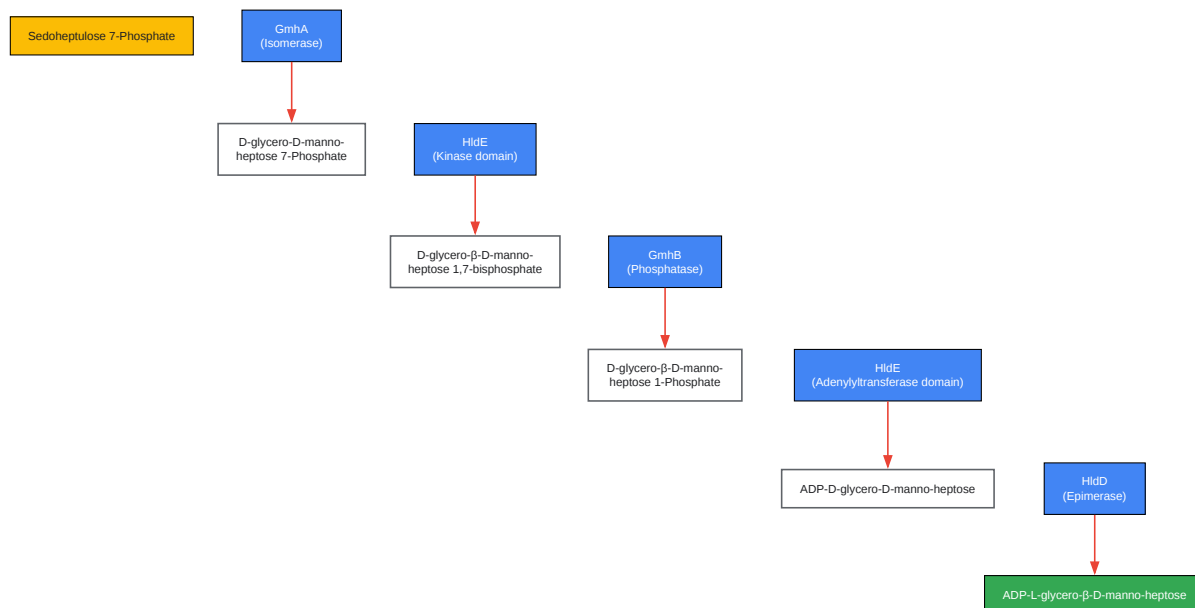 Sedoheptulose 7-Phosphate
GmhA
(Isomerase)
D-glycero-D-manno-
heptose 7-Phosphate
HldE
(Kinase domain)
D-glycero-β-D-manno-
heptose 1,7-bisphosphate
GmhB
(Phosphatase)
D-glycero-β-D-manno-
heptose 1-Phosphate
HldE
(Adenylyltransferase domain)
ADP-D-glycero-D-manno-heptose
HldD
(Epimerase)
ADP-L-glycero-β-D-manno-heptose